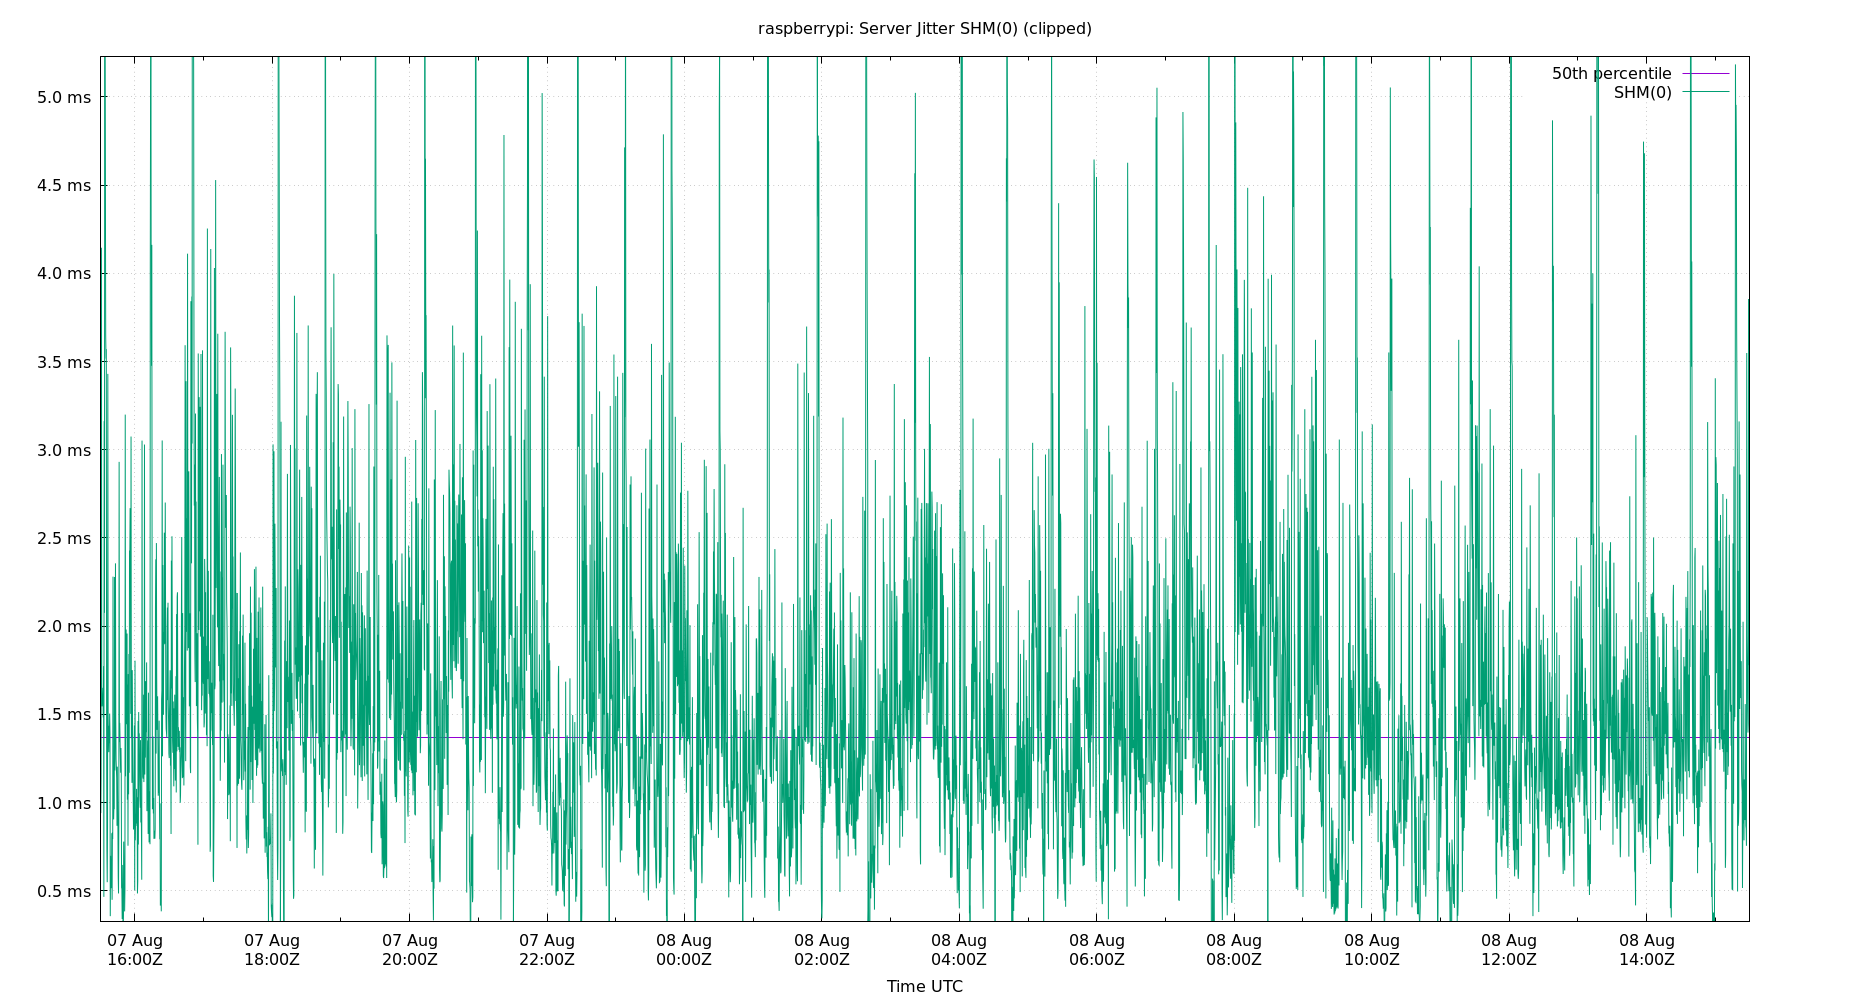 raspberrypi: Server Jitter SHM(0) (clipped)
50th percentile
SHM(0)
5.0 ms
4.5 ms
4.0 ms
3.5 ms
3.0 ms
2.5 ms
2.0 ms
1.5 ms
1.0 ms
0.5 ms
07 Aug 07 Aug 07 Aug 07 Aug 08 Aug 08 Aug 08 Aug 08 Aug 08 Aug 08 Aug 08 Aug 08 Aug
16:00Z 18:00Z 20:00Z 22:00Z 00:00Z 02:00Z 04:00Z 06:00Z 08:00Z 10:00Z 12:00Z 14:00Z
Time UTC